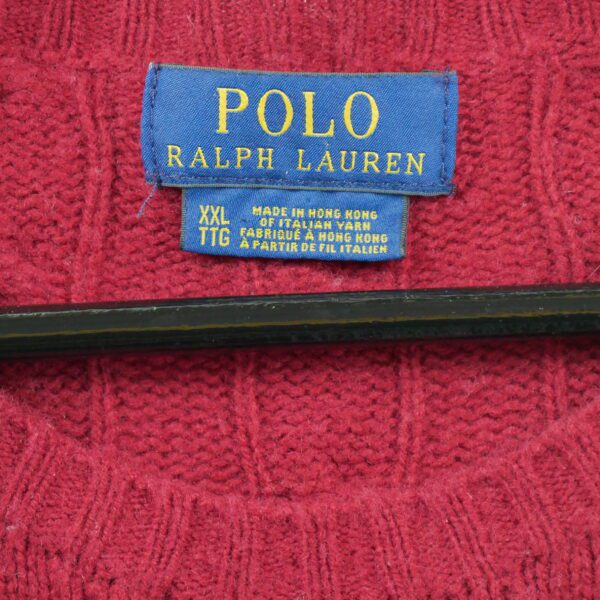 POLO
RALPH LAUREN
XXL
TTG
MADE IN HONG KONG
OF ITALIAN YARN
FABRIQUÉ À HONG KONG
À PARTIR DE FIL ITALIEN